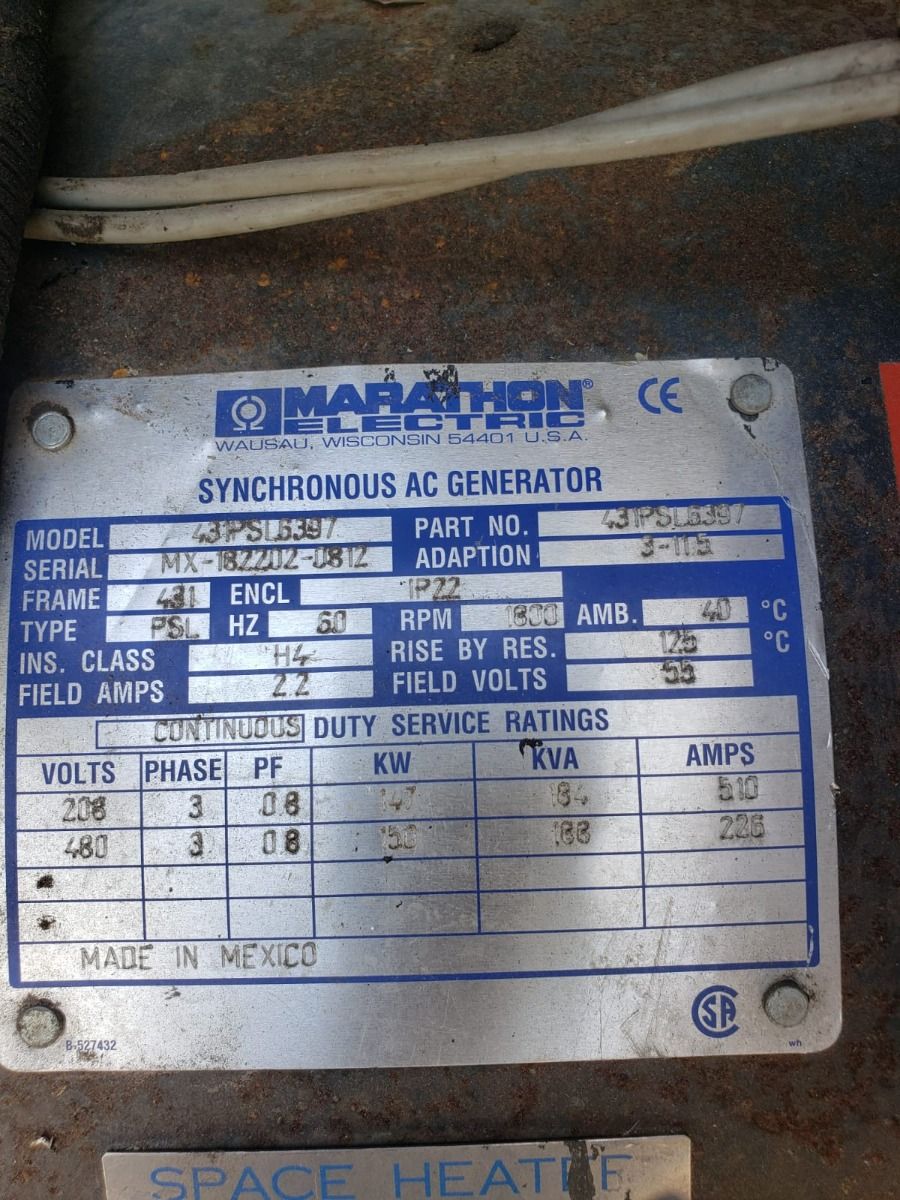 MARATHON® CE
ELECTRIC
WAUSAU, WISCONSIN 54401 U.S.A.
SYNCHRONOUS AC GENERATOR
MODEL 431PSL6397 PART NO. 431PSL6397
SERIAL MX-182202-0812 ADAPTION 3-11.5
FRAME 431 ENCL IP22
TYPE PSL HZ 60 RPM 1800 AMB. 40 °C
INS. CLASS H4 RISE BY RES. 125 °C
FIELD AMPS 2.2 FIELD VOLTS 55
CONTINUOUS DUTY SERVICE RATINGS
VOLTS PHASE PF KW KVA AMPS
208 3 0.8 147 184 510
480 3 0.8 150 188 226
MADE IN MEXICO
SA
B-527432 wh
SPACE HEATER